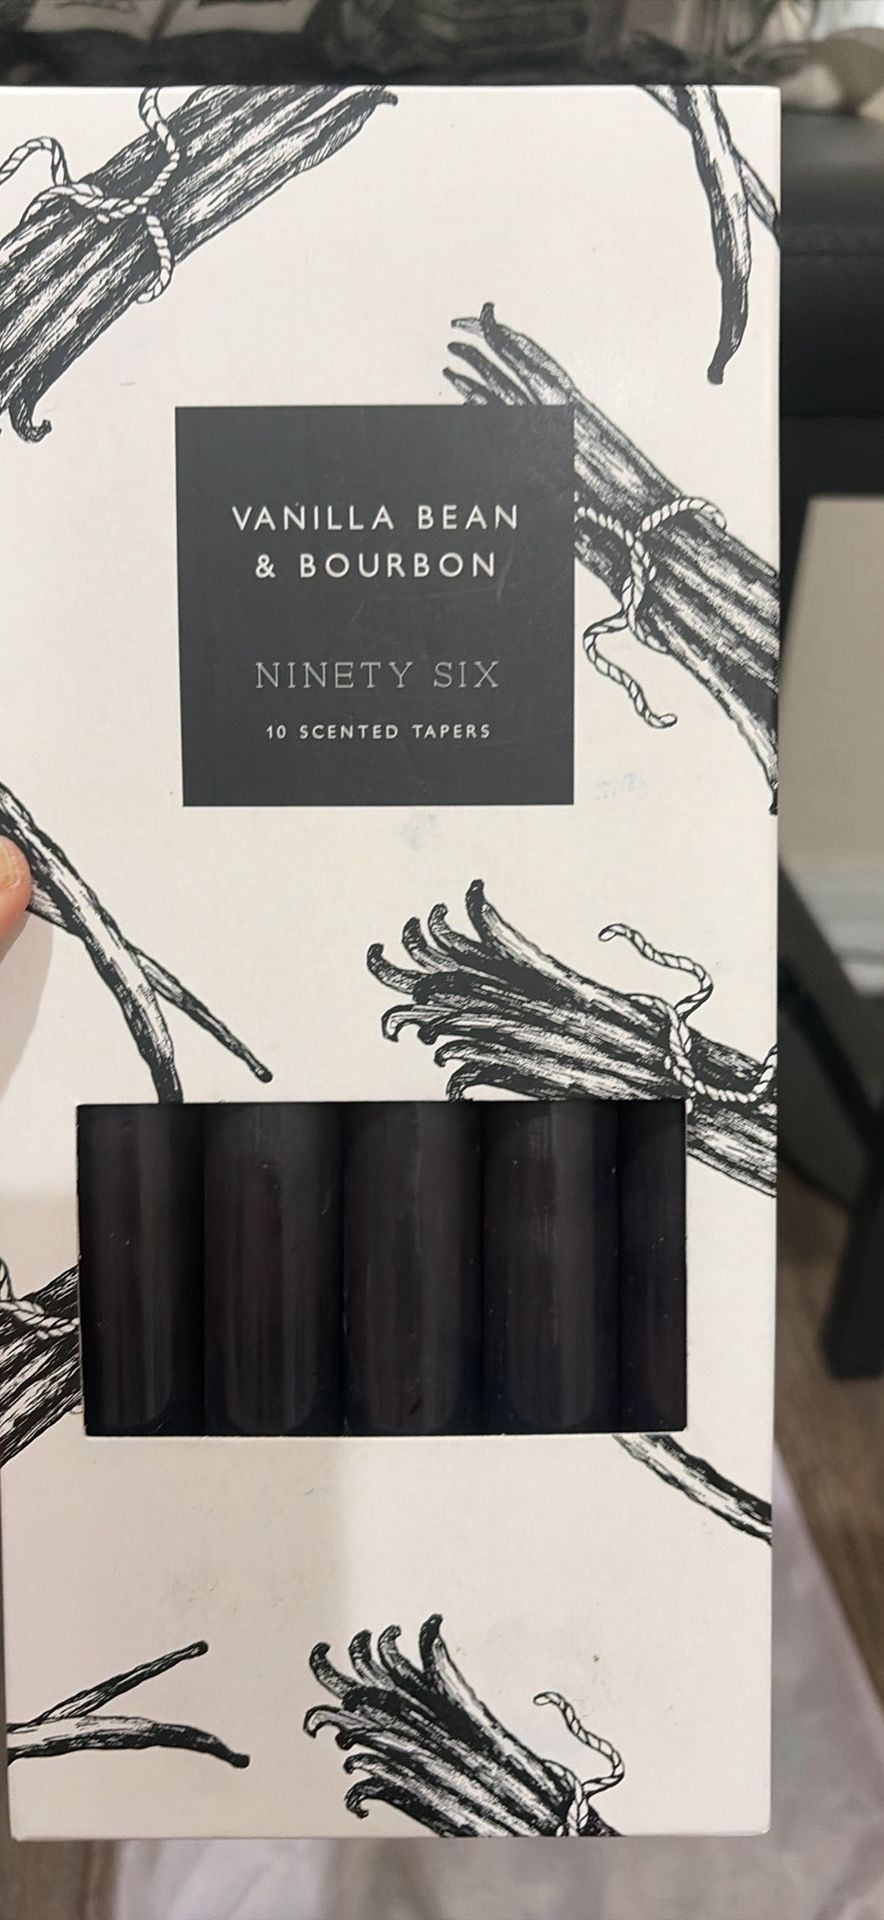 VANILLA BEAN
& BOURBON
NINETY SIX
10 SCENTED TAPERS